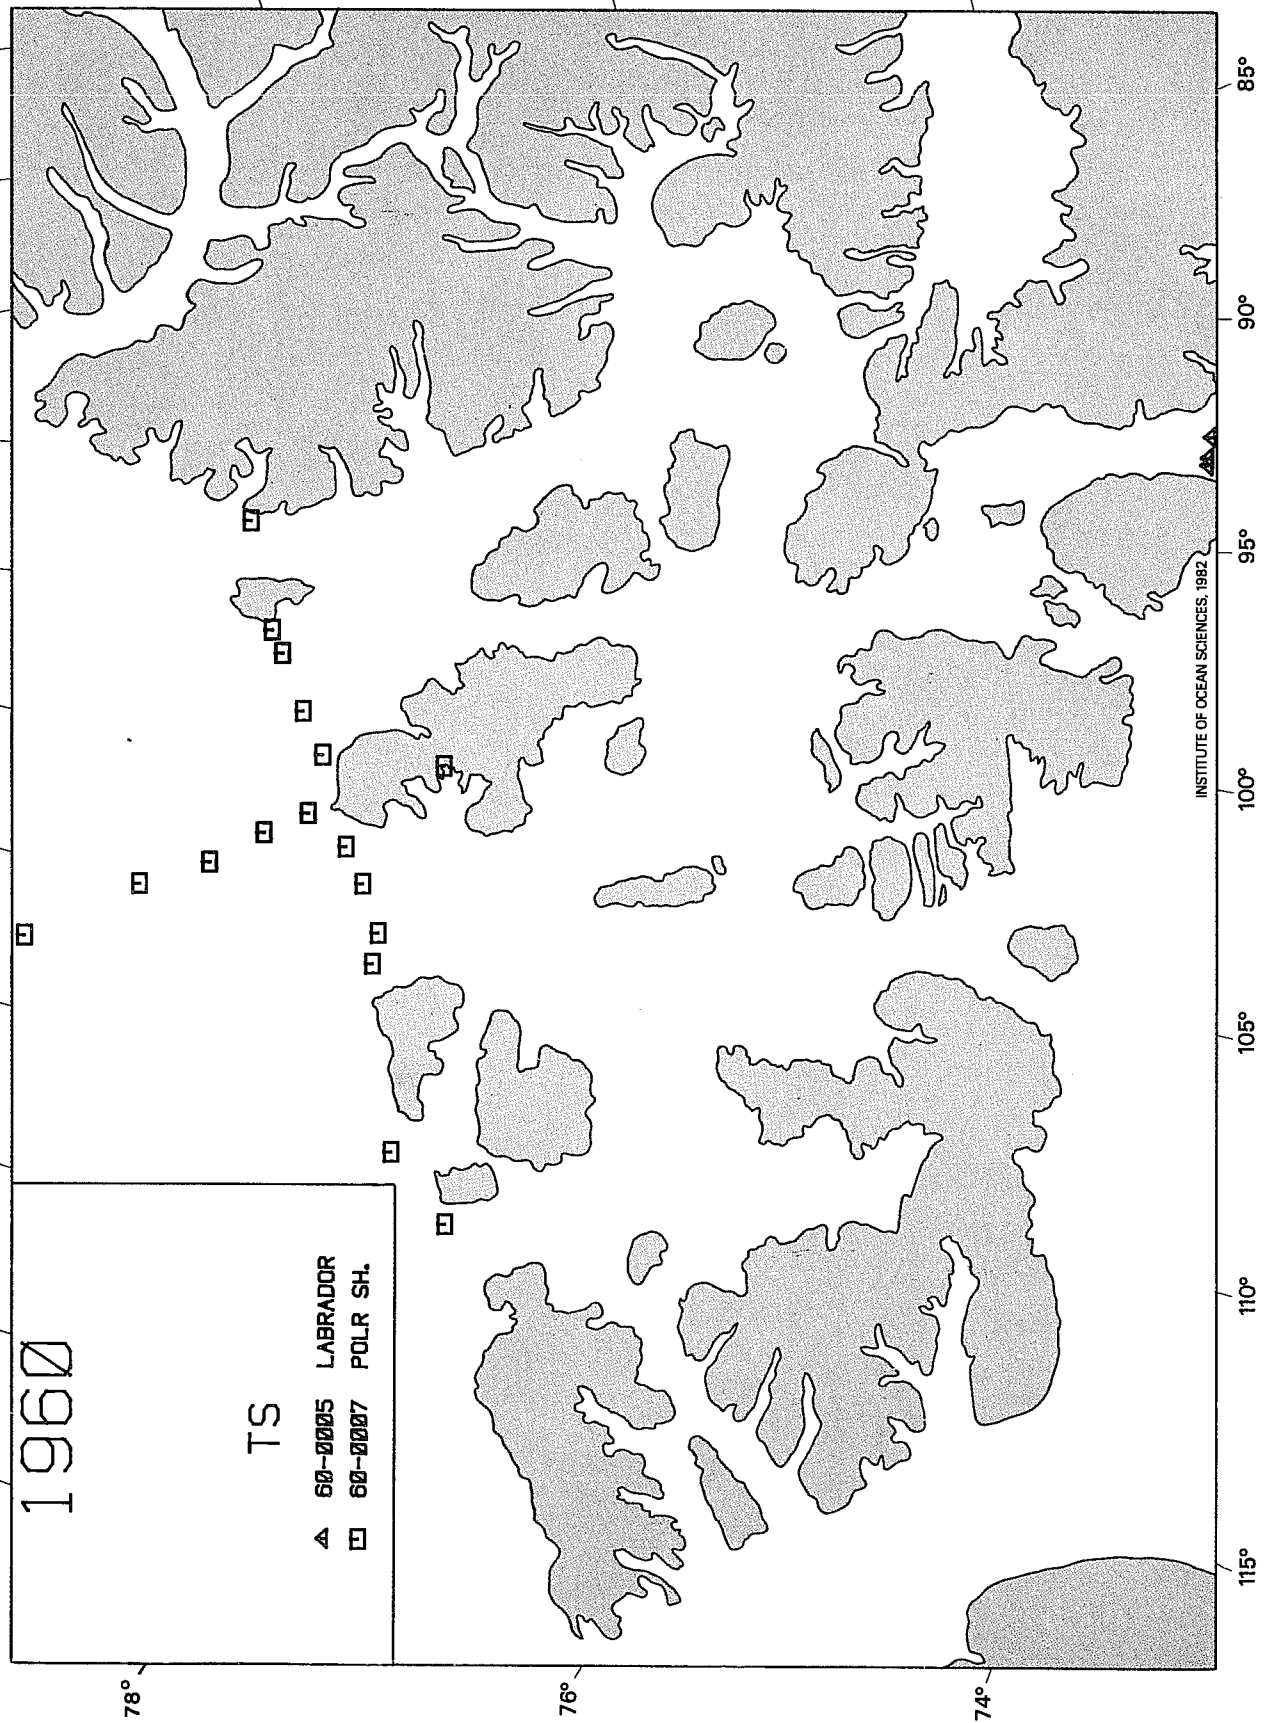 1960
TS
60-0005 LABRADOR
60-0007 POLR SH.
78°
76°
74°
115°
110°
105°
100°
95°
90°
85°
INSTITUTE OF OCEAN SCIENCES, 1982